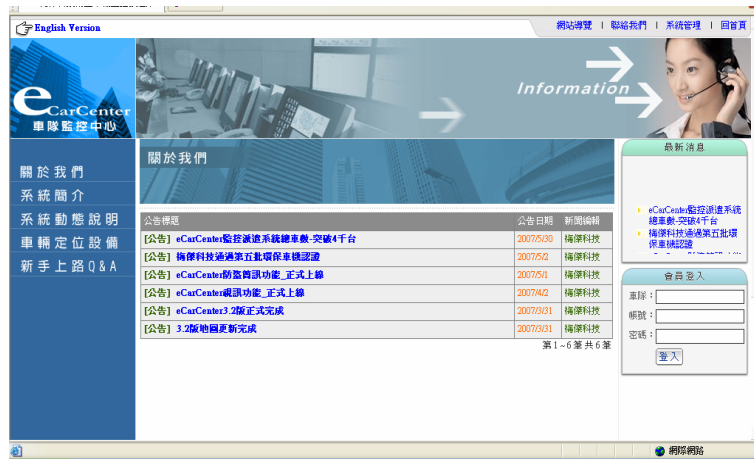 English Version
網站導覽 | 聯絡我們 | 系統管理 | 回首頁
eCarCenter
車隊監控中心
Information
關於我們
系統簡介
系統動態說明
車輛定位設備
新手上路Q&A
關於我們
公告標題 公告日期 新聞編輯
[公告] eCarCenter監控派遣系統總車數-突破4千台 2007/5/30 梅傑科技
[公告] 梅傑科技通過第五批環保車機認證 2007/5/2 梅傑科技
[公告] eCarCenter防盜簡訊功能_正式上線 2007/5/1 梅傑科技
[公告] eCarCenter視訊功能_正式上線 2007/4/2 梅傑科技
[公告] eCarCenter3.2版正式完成 2007/3/31 梅傑科技
[公告] 3.2版地圖更新完成 2007/3/31 梅傑科技
第1~6筆 共6筆
最新消息
eCarCenter監控派遣系統
總車數-突破4千台
梅傑科技通過第五批環
保車機認證
會員登入
車隊：
帳號：
密碼：
登入
網際網路